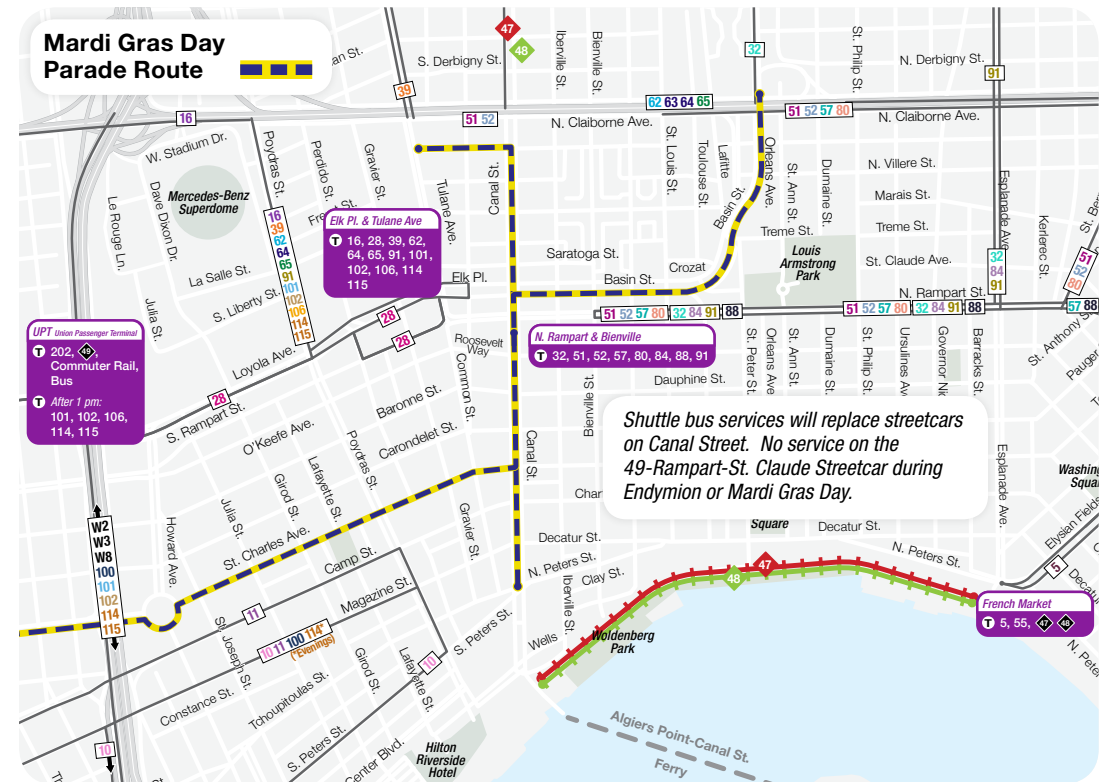 Mardi Gras Day
Parade Route
47
48
32
39
91
16
S. Derbigny St.
Iberville St.
Bienville St.
St. Philip St.
N. Derbigny St.
62 63 64 65
51 52
N. Claiborne Ave.
51 52 57 80
N. Claiborne Ave.
W. Stadium Dr.
Poydras St.
Perdido St.
Gravier St.
Tulane Ave.
Canal St.
St. Louis St.
Toulouse St.
Lafitte
Orleans Ave.
St. Ann St.
Dumaine St.
N. Villere St.
Marais St.
Treme St.
St. Claude Ave.
N. Rampart St.
Esplanade Ave.
Kerlerec St.
Le Rouge Ln.
Dave Dixon Dr.
Mercedes-Benz
Superdome
La Salle St.
S. Liberty St.
Julia St.
16
39
62
64
65
91
101
102
106
114
115
Elk Pl. & Tulane Ave
T 16, 28, 39, 62,
64, 65, 91, 101,
102, 106, 114
115
Elk Pl.
Saratoga St.
Basin St.
Crozat
Basin St.
Treme St.
Louis
Armstrong
Park
32
84
91
51
52
80
51 52 57 80
32 84 91 88
51 52 57 80
32 84 91 88
57 88
UPT Union Passenger Terminal
T 202, 49,
Commuter Rail,
Bus
T After 1 pm:
101, 102, 106,
114, 115
28
28
28
Loyola Ave.
S. Rampart St.
Roosevelt
Way
Common St.
N. Rampart & Bienville
T 32, 51, 52, 57, 80, 84, 88, 91
Bienville St.
Dauphine St.
St. Peter St.
Orleans Ave.
St. Ann St.
Dumaine St.
St. Philip St.
Ursulines Ave.
Barracks St.
St. Anthony St.
O'Keefe Ave.
Baronne St.
Carondelet St.
Poydras St.
Lafayette St.
Girod St.
Julia St.
St. Charles Ave.
Howard Ave.
Gravier St.
Canal St.
Shuttle bus services will replace streetcars
on Canal Street. No service on the
49-Rampart-St. Claude Streetcar during
Endymion or Mardi Gras Day.
Square
Decatur St.
Decatur St.
N. Peters St.
N. Peters St.
Esplanade Ave.
Elysian Fields
W2
W3
W8
100
101
102
114
115
Camp St.
Magazine St.
11
10 11 100 114*
(*Evenings)
St. Joseph St.
Constance St.
Tchoupitoulas St.
Girod St.
Lafayette St.
10
10
S. Peters St.
S. Peters St.
Wells
Iberville St.
Clay St.
Woldenberg
Park
47
48
5
French Market
T 5, 55, 47 48
Hilton
Riverside
Hotel
Algiers Point-Canal St.
Ferry